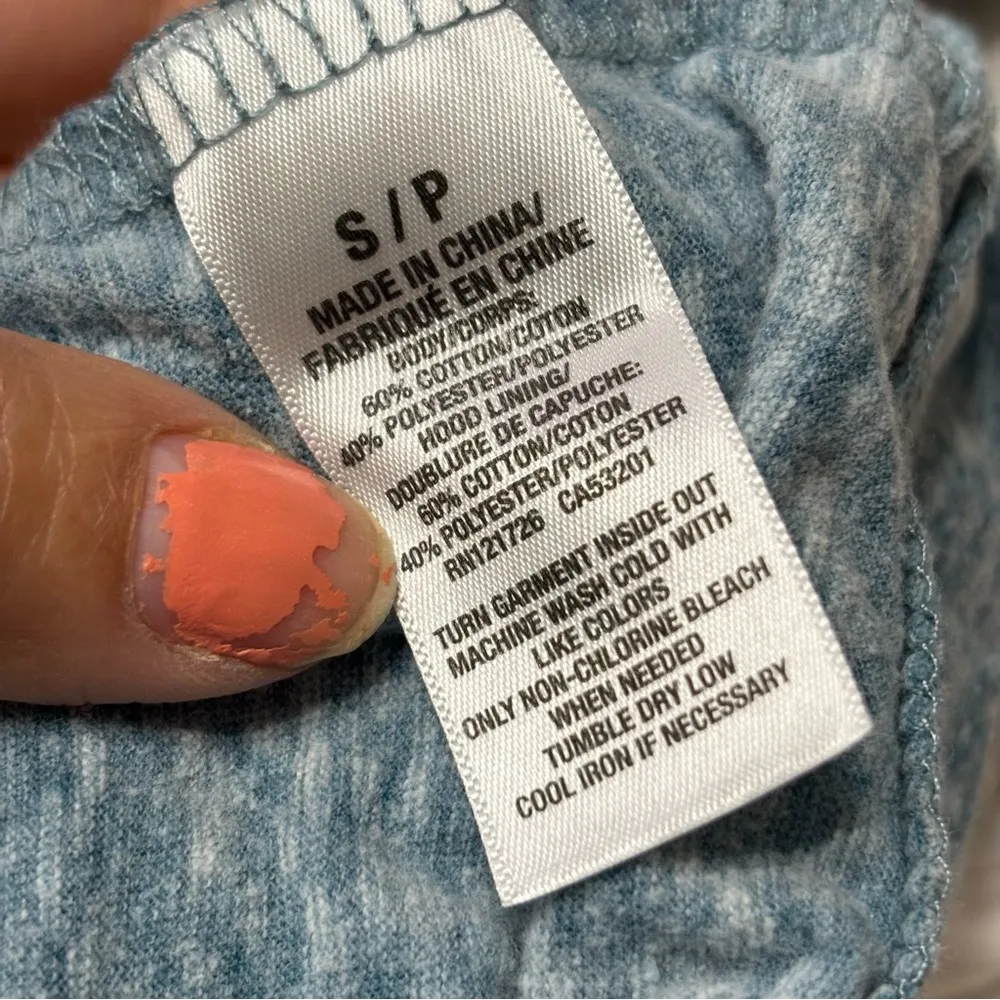 S / P
MADE IN CHINA/
FABRIQUÉ EN CHINE
BODY/CORPS:
60% COTTON/COTON
40% POLYESTER/POLYESTER
HOOD LINING/
DOUBLURE DE CAPUCHE:
60% COTTON/COTON
40% POLYESTER/POLYESTER
RN121726 CA53201
TURN GARMENT INSIDE OUT
MACHINE WASH COLD WITH
LIKE COLORS
ONLY NON-CHLORINE BLEACH
WHEN NEEDED
TUMBLE DRY LOW
COOL IRON IF NECESSARY